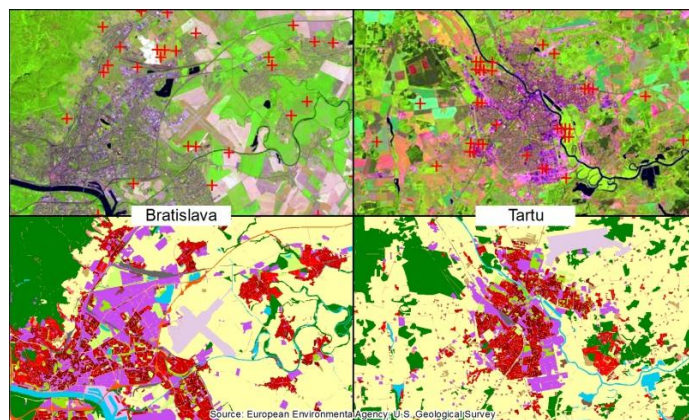 Bratislava
Tartu
Source: European Environmental Agency, U.S. Geological Survey